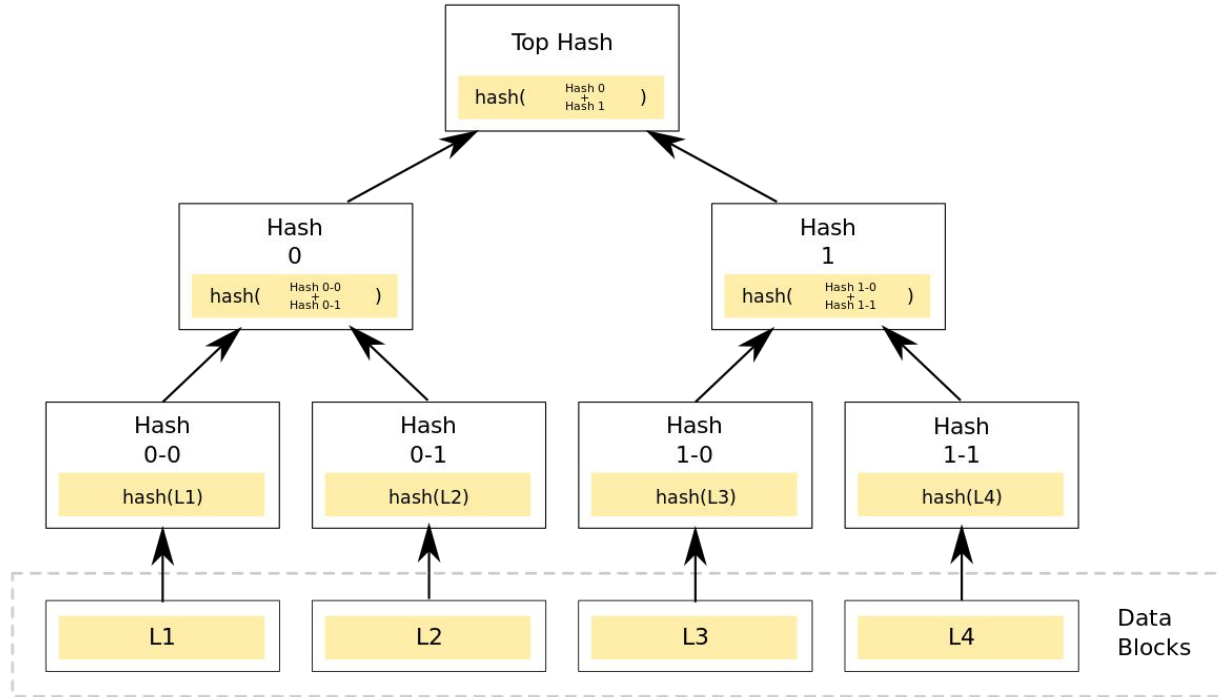 Top Hash
hash( Hash 0 + Hash 1 )
Hash
0
hash( Hash 0-0 + Hash 0-1 )
Hash
1
hash( Hash 1-0 + Hash 1-1 )
Hash
0-0
hash(L1)
Hash
0-1
hash(L2)
Hash
1-0
hash(L3)
Hash
1-1
hash(L4)
L1
L2
L3
L4
Data
Blocks